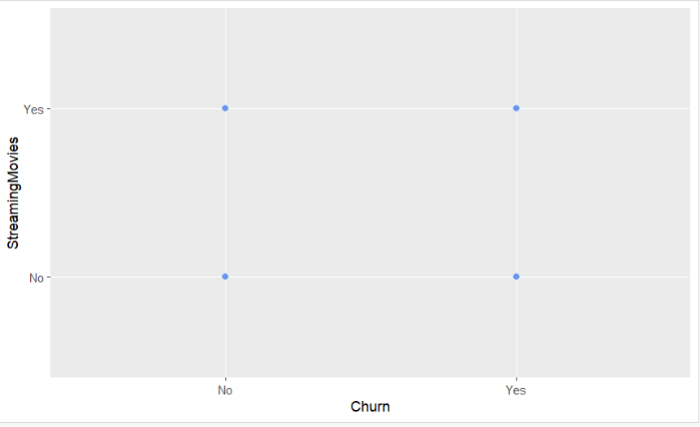 Yes
StreamingMovies
No
No
Yes
Churn